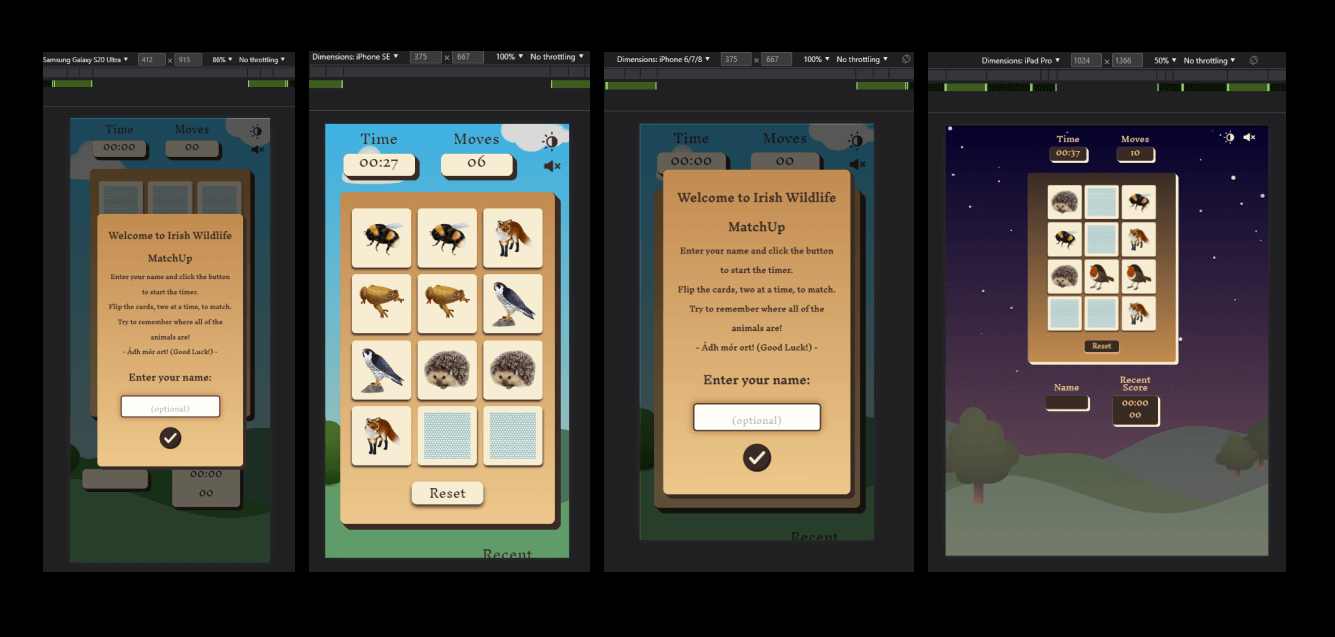 Samsung Galaxy S20 Ultra ▼ 412 × 915 86% ▼ No throttling ▼
Time Moves
00:00 00
Welcome to Irish Wildlife
MatchUp
Enter your name and click the button
to start the timer.
Flip the cards, two at a time, to match.
Try to remember where all of the
animals are!
- Ádh mór ort! (Good Luck!) -
Enter your name:
(optional)
00:00
00
Dimensions: iPhone SE ▼ 375 × 667 100% ▼ No throttling ▼
Time Moves
00:27 06
Reset
Recent
Dimensions: iPhone 6/7/8 ▼ 375 × 667 100% ▼ No throttling ▼
Time Moves
00:00 00
Welcome to Irish Wildlife
MatchUp
Enter your name and click the button
to start the timer.
Flip the cards, two at a time, to match.
Try to remember where all of the
animals are!
- Ádh mór ort! (Good Luck!) -
Enter your name:
(optional)
Recent
Dimensions: iPad Pro ▼ 1024 × 1366 50% ▼ No throttling ▼
Time Moves
00:37 10
Reset
Name Recent
Score
00:00
00